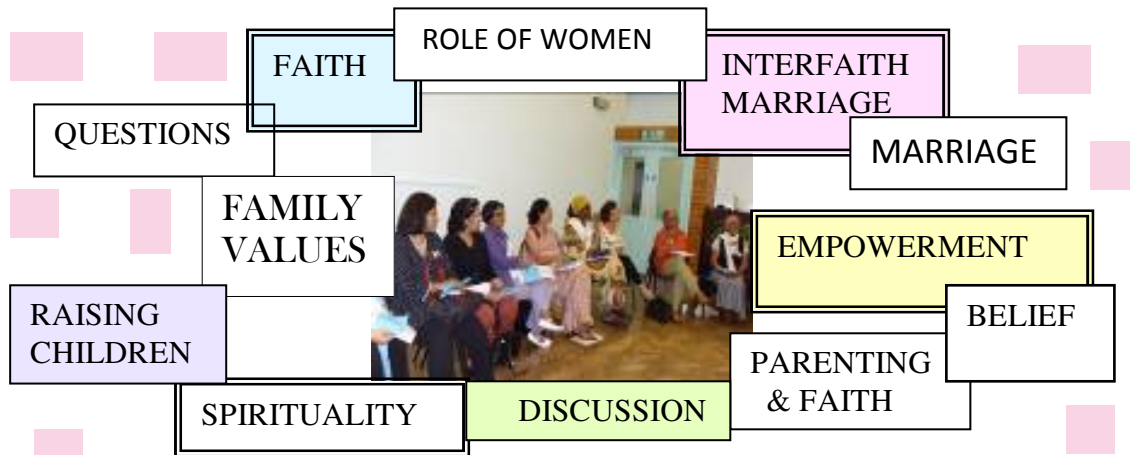 ROLE OF WOMEN
FAITH
INTERFAITH
MARRIAGE
QUESTIONS
MARRIAGE
FAMILY
VALUES
EMPOWERMENT
RAISING
CHILDREN
BELIEF
PARENTING
& FAITH
SPIRITUALITY
DISCUSSION